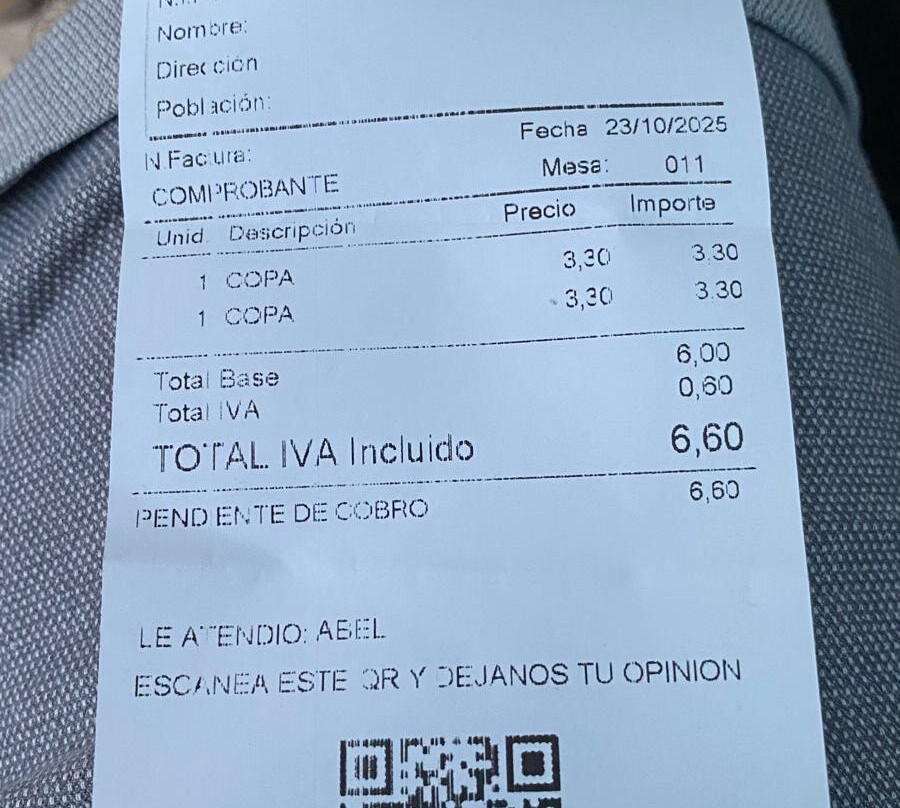 Nombre:
Dirección
Población:
Fecha 23/10/2025
N.Factura:
Mesa: 011
COMPROBANTE
Unid. Descripción Precio Importe
1 COPA 3,30 3.30
1 COPA 3,30 3.30
Total Base 6,00
Total IVA 0,60
TOTAL IVA Incluido 6,60
PENDIENTE DE COBRO 6,60
LE ATENDIO: ABEL
ESCANEA ESTE QR Y DEJANOS TU OPINION